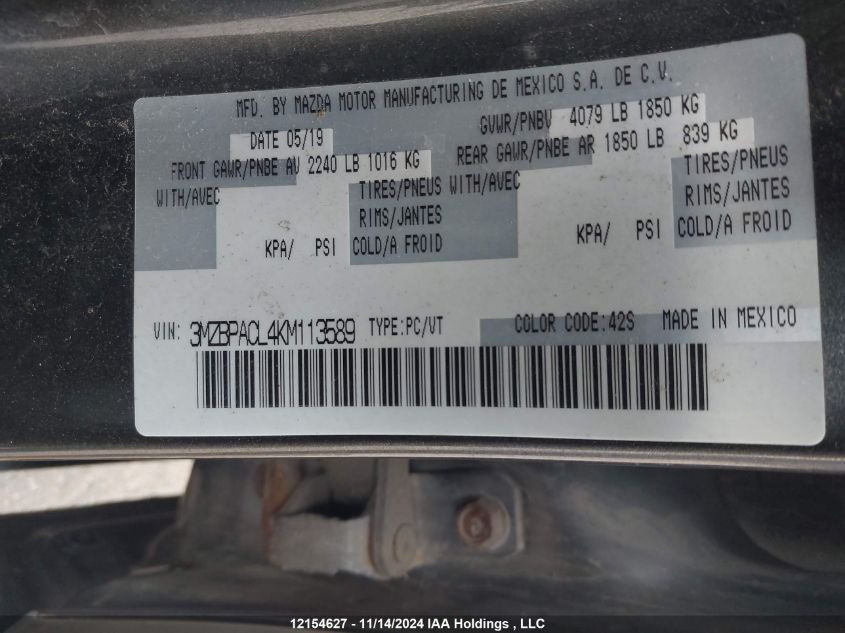 MFD. BY MAZDA MOTOR MANUFACTURING DE MEXICO S.A. DE C.V.
DATE 05/19 GVWR/PNBV 4079 LB 1850 KG
FRONT GAWR/PNBE AV 2240 LB 1016 KG REAR GAWR/PNBE AR 1850 LB 839 KG
WITH/AVEC TIRES/PNEUS WITH/AVEC TIRES/PNEUS
RIMS/JANTES RIMS/JANTES
KPA/ PSI COLD/A FROID KPA/ PSI COLD/A FROID
VIN: 3MZBPACL4KM113589 TYPE:PC/VT COLOR CODE:42S MADE IN MEXICO
12154627 - 11/14/2024 IAA Holdings , LLC